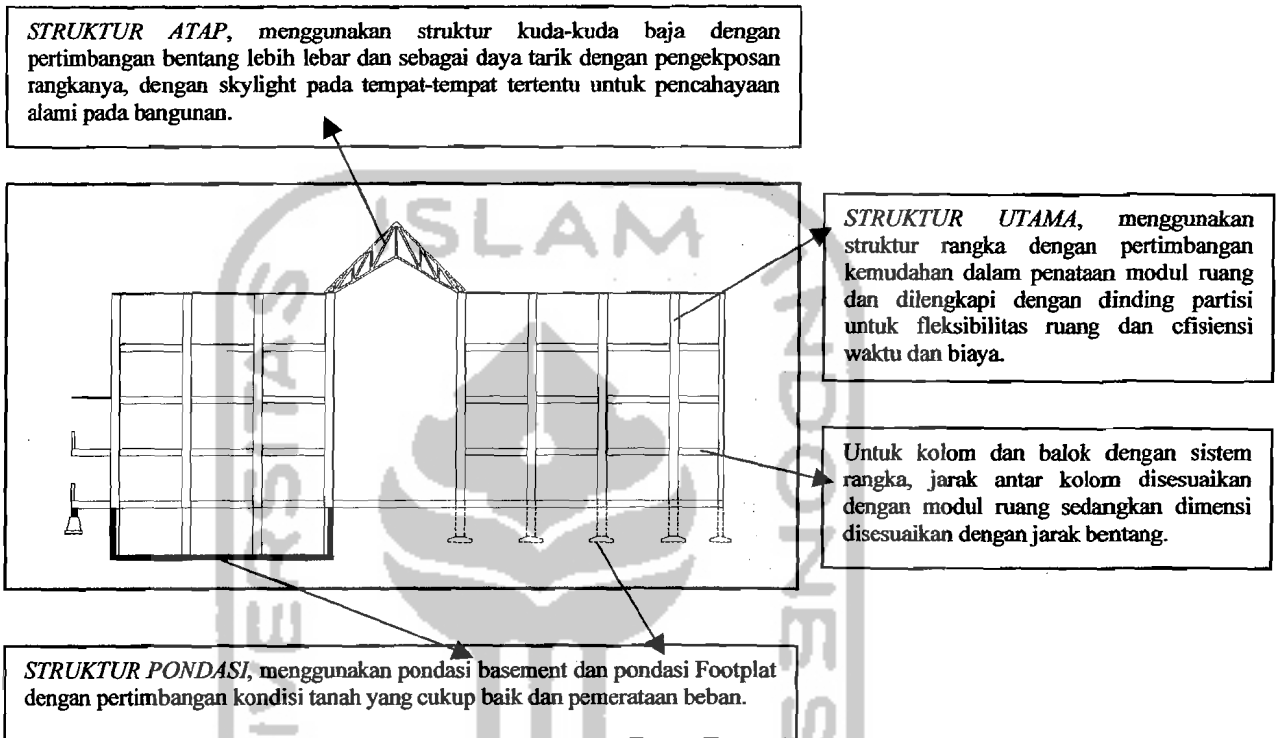 STRUKTUR ATAP, menggunakan struktur kuda-kuda baja dengan
pertimbangan bentang lebih lebar dan sebagai daya tarik dengan pengekposan
rangkanya, dengan skylight pada tempat-tempat tertentu untuk pencahayaan
alami pada bangunan.
ISLAM
UNIVERSITAS
INDONESIA
STRUKTUR UTAMA, menggunakan
struktur rangka dengan pertimbangan
kemudahan dalam penataan modul ruang
dan dilengkapi dengan dinding partisi
untuk fleksibilitas ruang dan efisiensi
waktu dan biaya.
Untuk kolom dan balok dengan sistem
rangka, jarak antar kolom disesuaikan
dengan modul ruang sedangkan dimensi
disesuaikan dengan jarak bentang.
STRUKTUR PONDASI, menggunakan pondasi basement dan pondasi Footplat
dengan pertimbangan kondisi tanah yang cukup baik dan pemerataan beban.